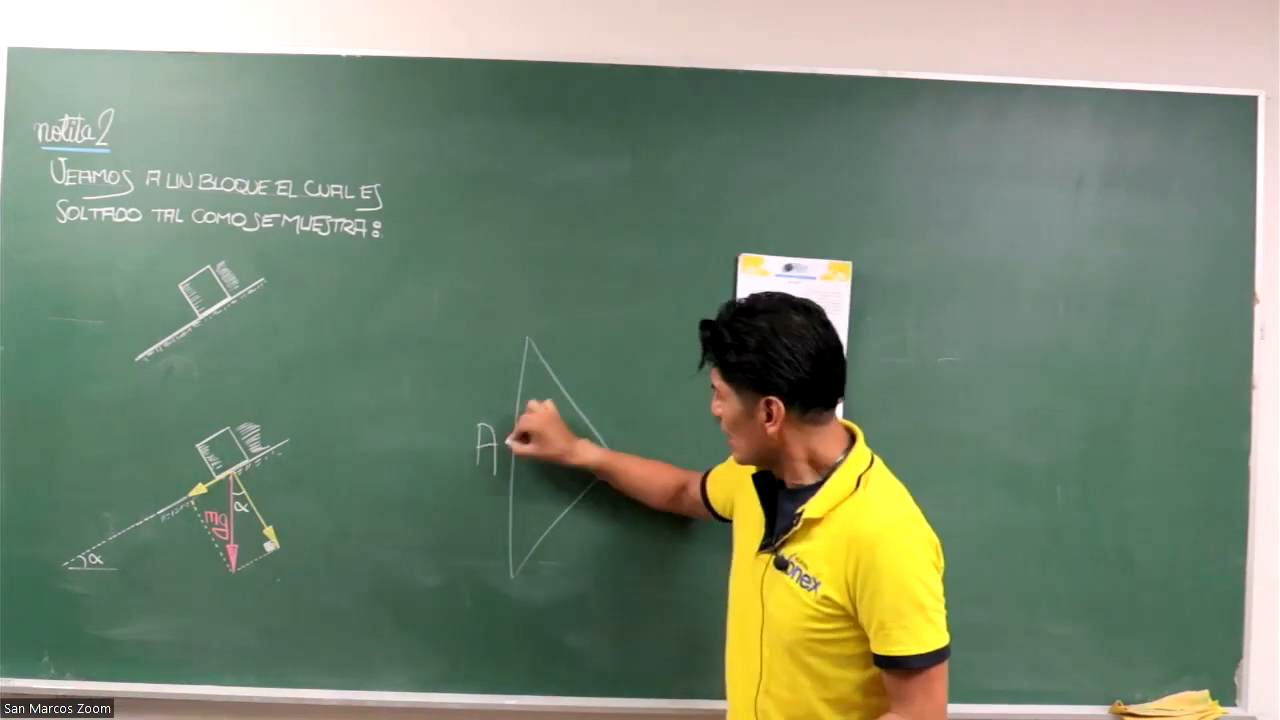 notita 2
VEAMOS A UN BLOQUE EL CUAL ES
SOLTADO TAL COMO SE MUESTRA:
mg
α
α
A
San Marcos Zoom